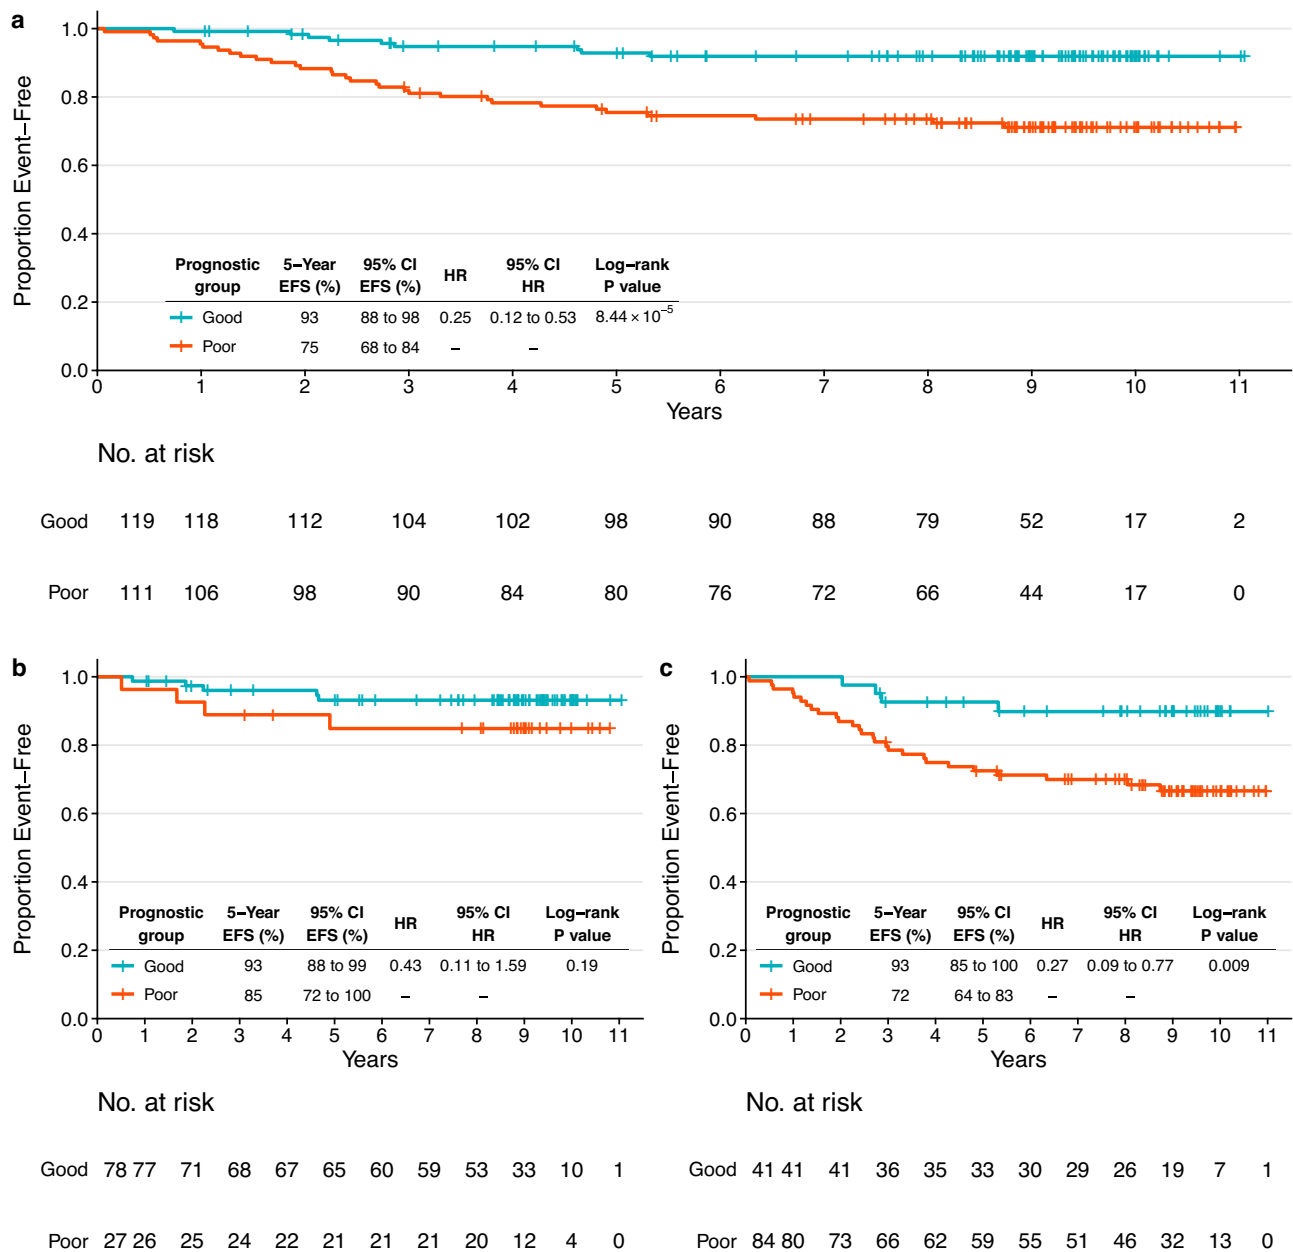 a
Proportion Event–Free
1.0
0.8
0.6
0.4
0.2
0.0
Prognostic group 5–Year EFS (%) 95% CI EFS (%) HR 95% CI HR Log–rank P value
Good 93 88 to 98 0.25 0.12 to 0.53 8.44 × 10⁻⁵
Poor 75 68 to 84 – –
0 1 2 3 4 5 6 7 8 9 10 11
Years
No. at risk
Good 119 118 112 104 102 98 90 88 79 52 17 2
Poor 111 106 98 90 84 80 76 72 66 44 17 0
b
Proportion Event–Free
1.0
0.8
0.6
0.4
0.2
0.0
Prognostic group 5–Year EFS (%) 95% CI EFS (%) HR 95% CI HR Log–rank P value
Good 93 88 to 99 0.43 0.11 to 1.59 0.19
Poor 85 72 to 100 – –
0 1 2 3 4 5 6 7 8 9 10 11
Years
No. at risk
Good 78 77 71 68 67 65 60 59 53 33 10 1
Poor 27 26 25 24 22 21 21 21 20 12 4 0
c
Proportion Event–Free
1.0
0.8
0.6
0.4
0.2
0.0
Prognostic group 5–Year EFS (%) 95% CI EFS (%) HR 95% CI HR Log–rank P value
Good 93 85 to 100 0.27 0.09 to 0.77 0.009
Poor 72 64 to 83 – –
0 1 2 3 4 5 6 7 8 9 10 11
Years
No. at risk
Good 41 41 41 36 35 33 30 29 26 19 7 1
Poor 84 80 73 66 62 59 55 51 46 32 13 0